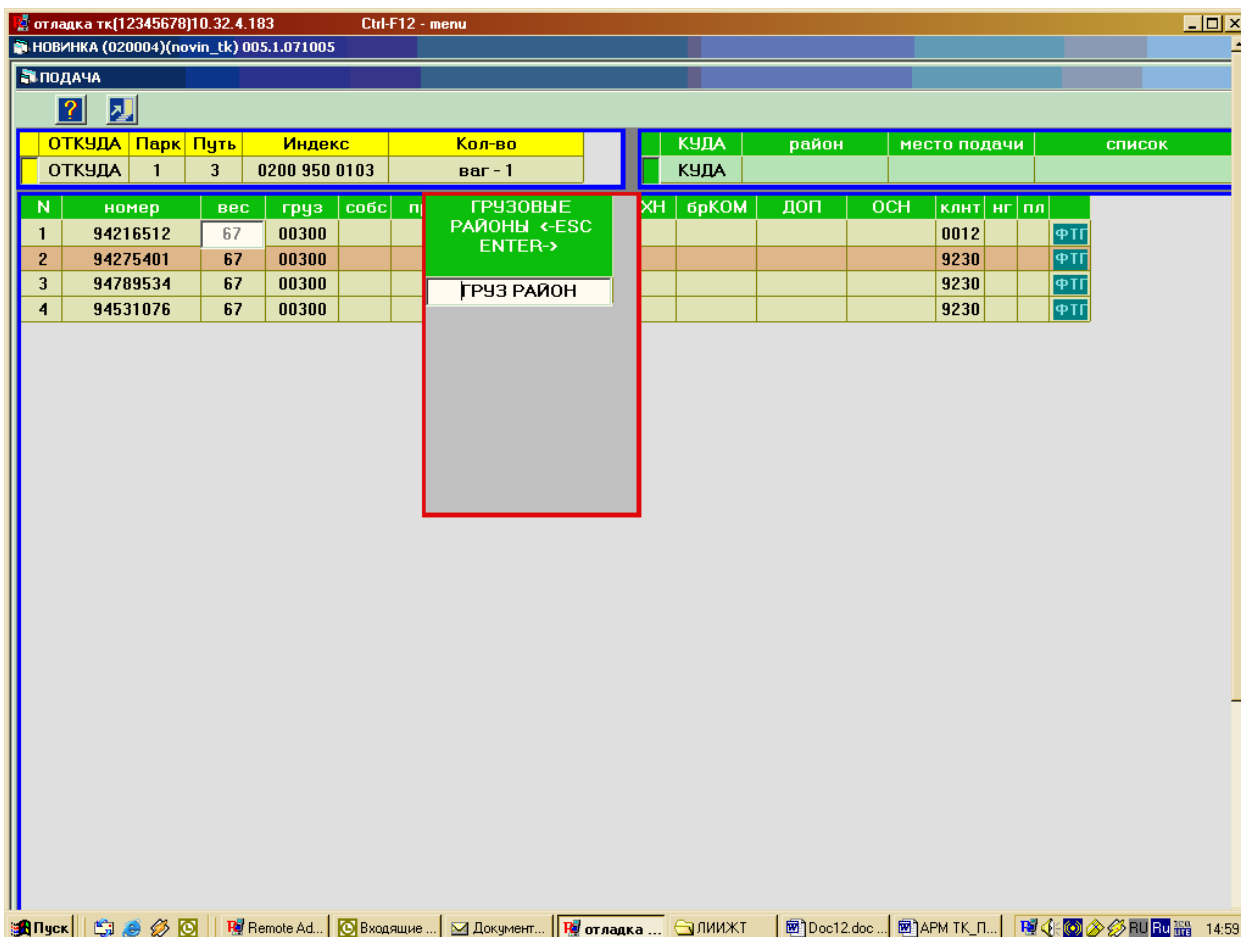 отладка тк(12345678)10.32.4.183 Ctrl-F12 - menu
НОВИНКА (020004)(novin_tk) 005.1.071005
ПОДАЧА
ОТКУДА Парк Путь Индекс Кол-во КУДА район место подачи список
ОТКУДА 1 3 0200 950 0103 ваг - 1 КУДА
N номер вес груз собс ГРУЗОВЫЕ РАЙОНЫ <-ESC ENTER-> ХН брКОМ ДОП ОСН клнт нг пл
1 94216512 67 00300 0012 ФТГ
2 94275401 67 00300 9230 ФТГ
3 94789534 67 00300 ГРУЗ РАЙОН 9230 ФТГ
4 94531076 67 00300 9230 ФТГ
Пуск Remote Ad... Входящие ... Документ... отладка ... ЛИИЖТ Doc12.doc ... АРМ ТК_П... RU Ru 14:59